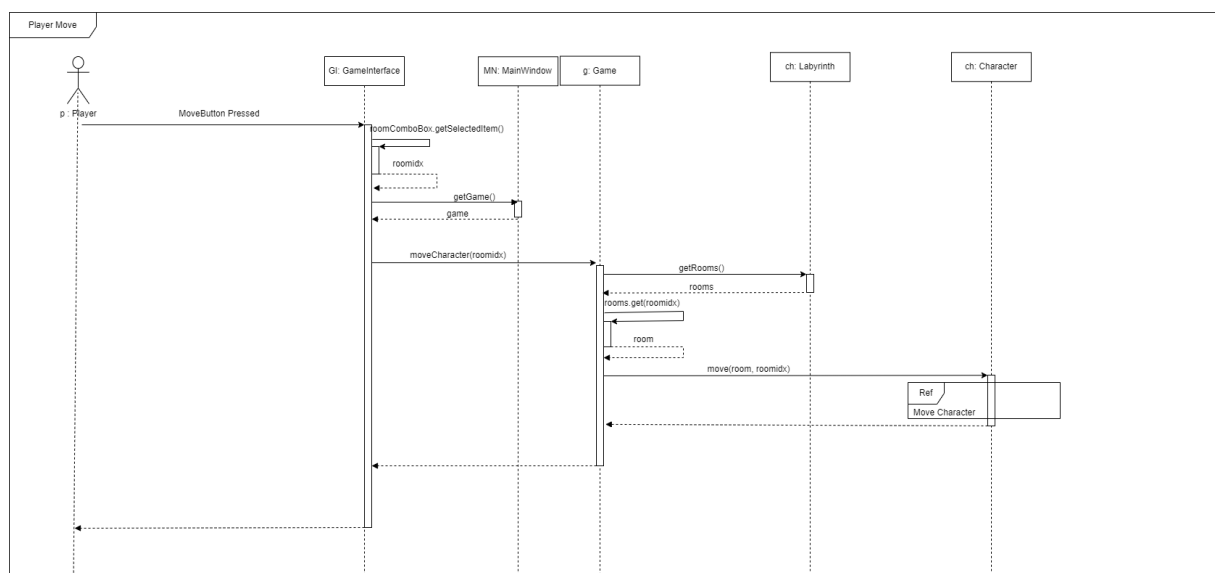 Player Move
GI: GameInterface
MN: MainWindow
g: Game
ch: Labyrinth
ch: Character
p : Player
MoveButton Pressed
roomComboBox.getSelectedItem()
roomidx
getGame()
game
moveCharacter(roomidx)
getRooms()
rooms
rooms.get(roomidx)
room
move(room, roomidx)
Ref
Move Character